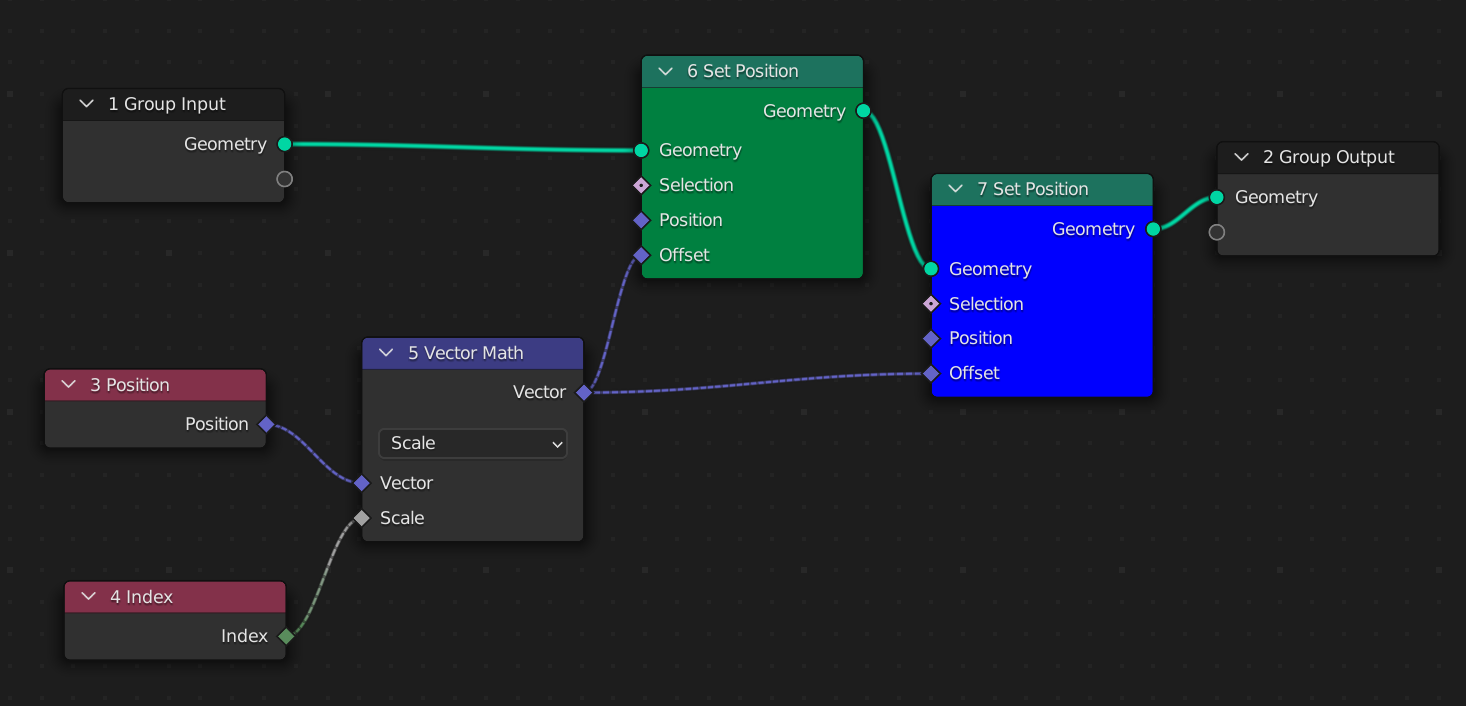 1 Group Input
Geometry
6 Set Position
Geometry
Geometry
Selection
Position
Offset
7 Set Position
Geometry
Geometry
Selection
Position
Offset
2 Group Output
Geometry
3 Position
Position
5 Vector Math
Vector
Scale
Vector
Scale
4 Index
Index